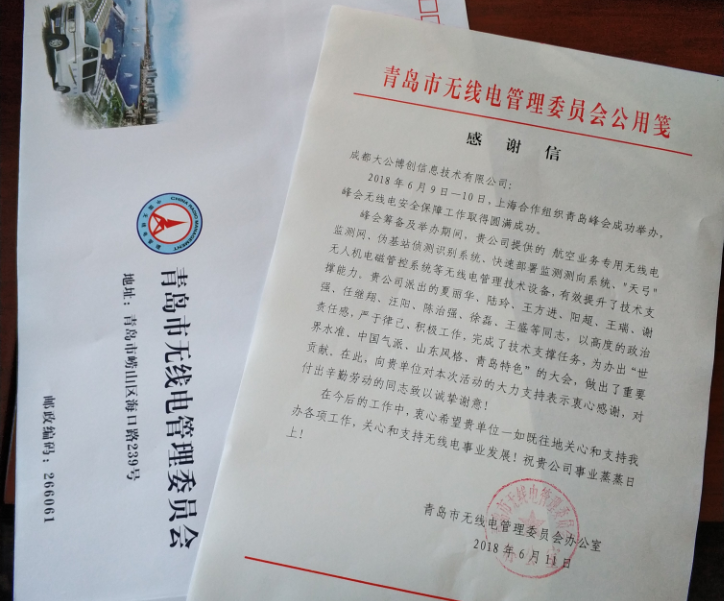 青岛市无线电管理委员会公用笺
感谢信
成都大公博创信息技术有限公司：
2018年6月9日—10日，上海合作组织青岛峰会成功举办，
峰会无线电安全保障工作取得圆满成功。
峰会筹备及举办期间，贵公司提供的 航空业务专用无线电
监测网、伪基站侦测识别系统、快速部署监测测向系统、"天弓"
无人机电磁管控系统等无线电管理技术设备，有效提升了技术支
撑能力。贵公司派出的夏丽华、陆玲、王方进、阳超、王瑞、谢
强、任继翔、汪阳、陈治强、徐磊、王盛等同志，以高度的政治
责任感，严于律己，积极工作，完成了技术支撑任务，为办出"世
界水准、中国气派、山东风格、青岛特色"的大会，做出了重要
贡献。在此，向贵单位对本次活动的大力支持表示衷心感谢，对
付出辛勤劳动的同志致以诚挚谢意！
在今后的工作中，衷心希望贵单位一如既往地关心和支持我
办各项工作，关心和支持无线电事业发展！祝贵公司事业蒸蒸日
上！
青岛市无线电管理委员会办公室
2018年6月11日
CHINA RADIO MANAGEMENT
青岛市无线电管理委员会
地址：青岛市崂山区海口路239号
邮政编码：266061